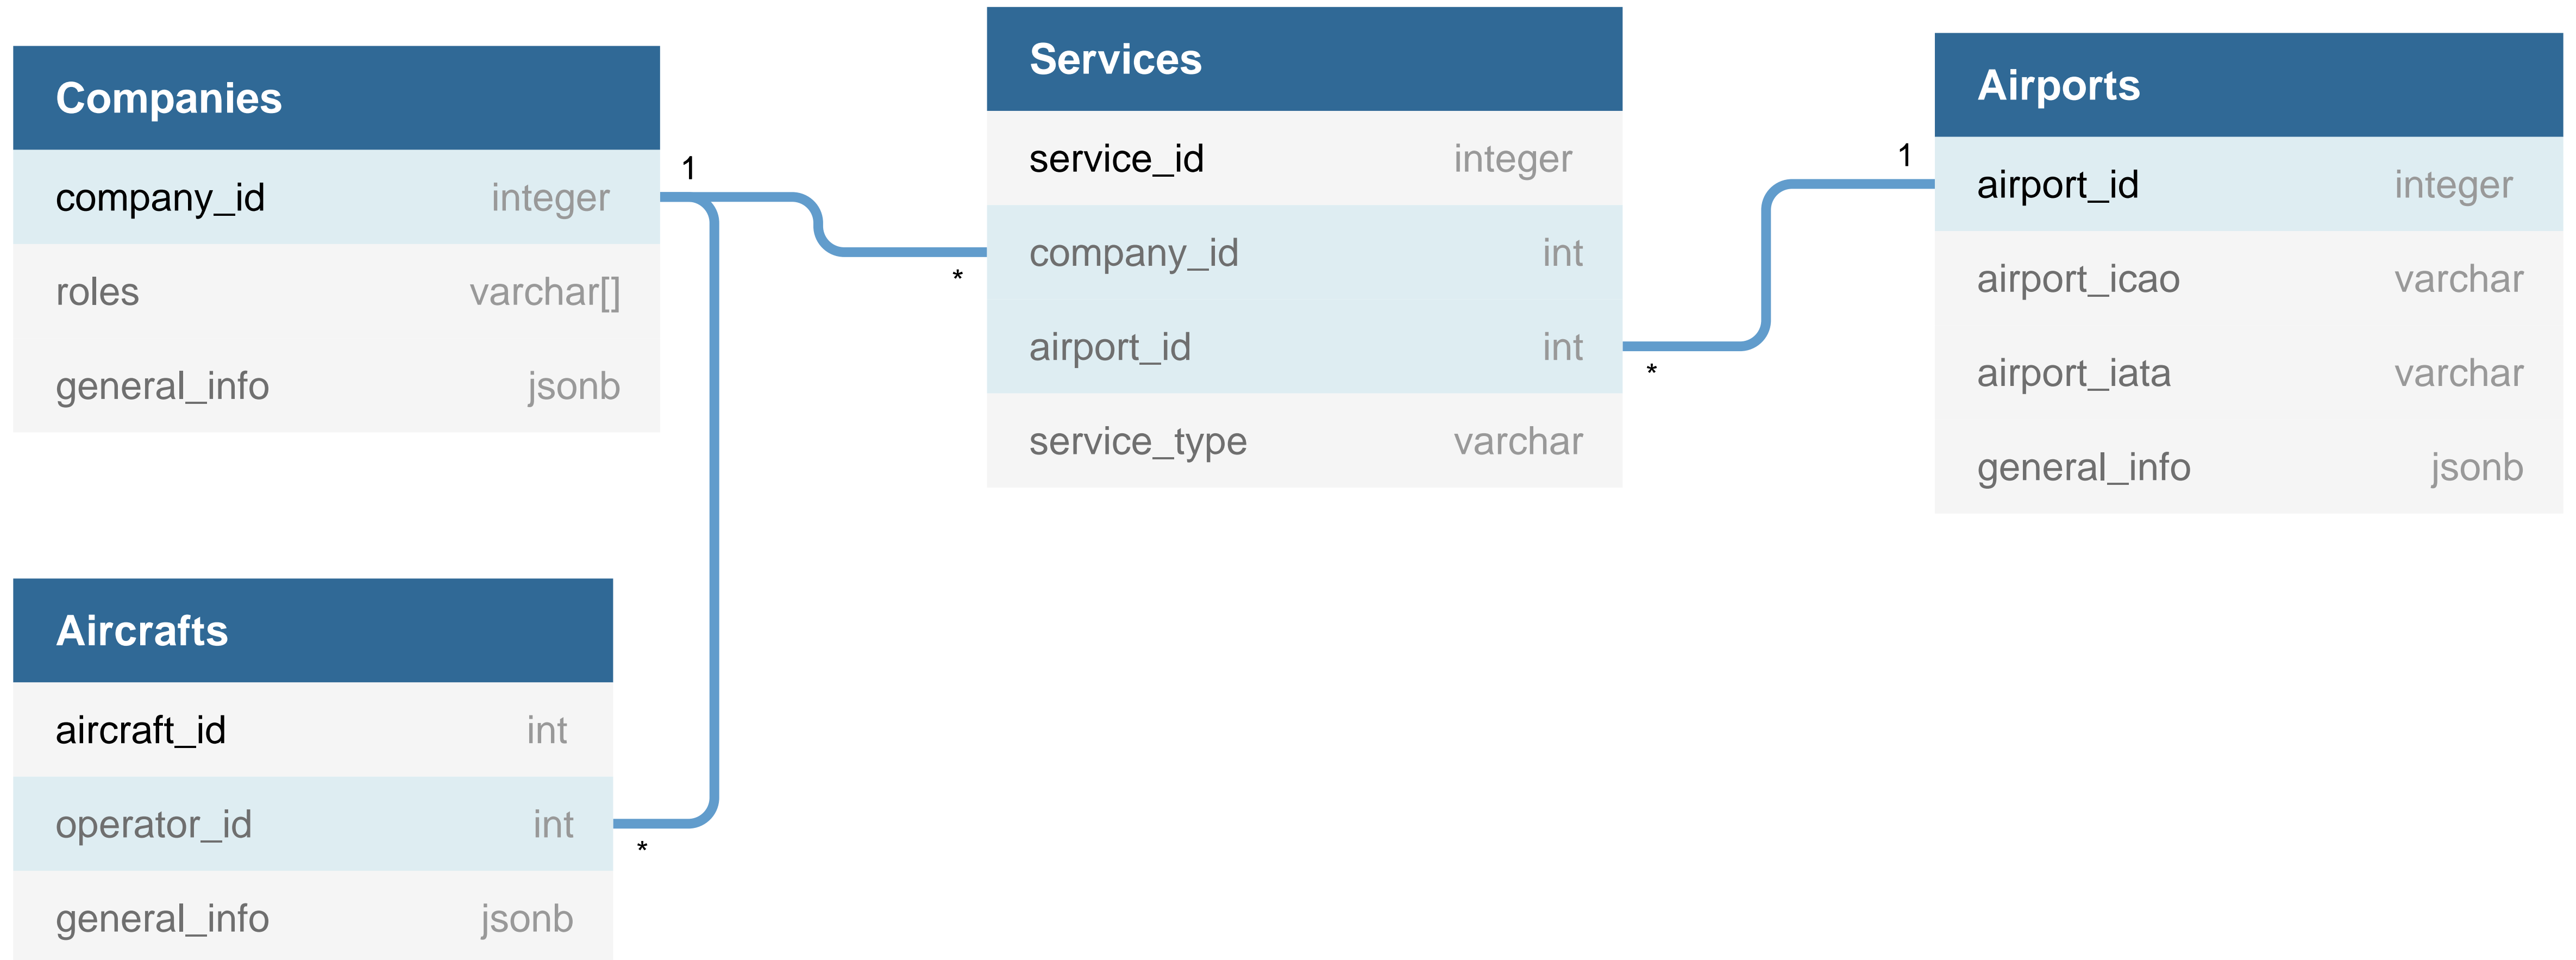 Companies
company_id integer
roles varchar[]
general_info jsonb
1
*
Services
service_id integer
company_id int
airport_id int
service_type varchar
*
1
Airports
airport_id integer
airport_icao varchar
airport_iata varchar
general_info jsonb
Aircrafts
aircraft_id int
operator_id int
general_info jsonb
*